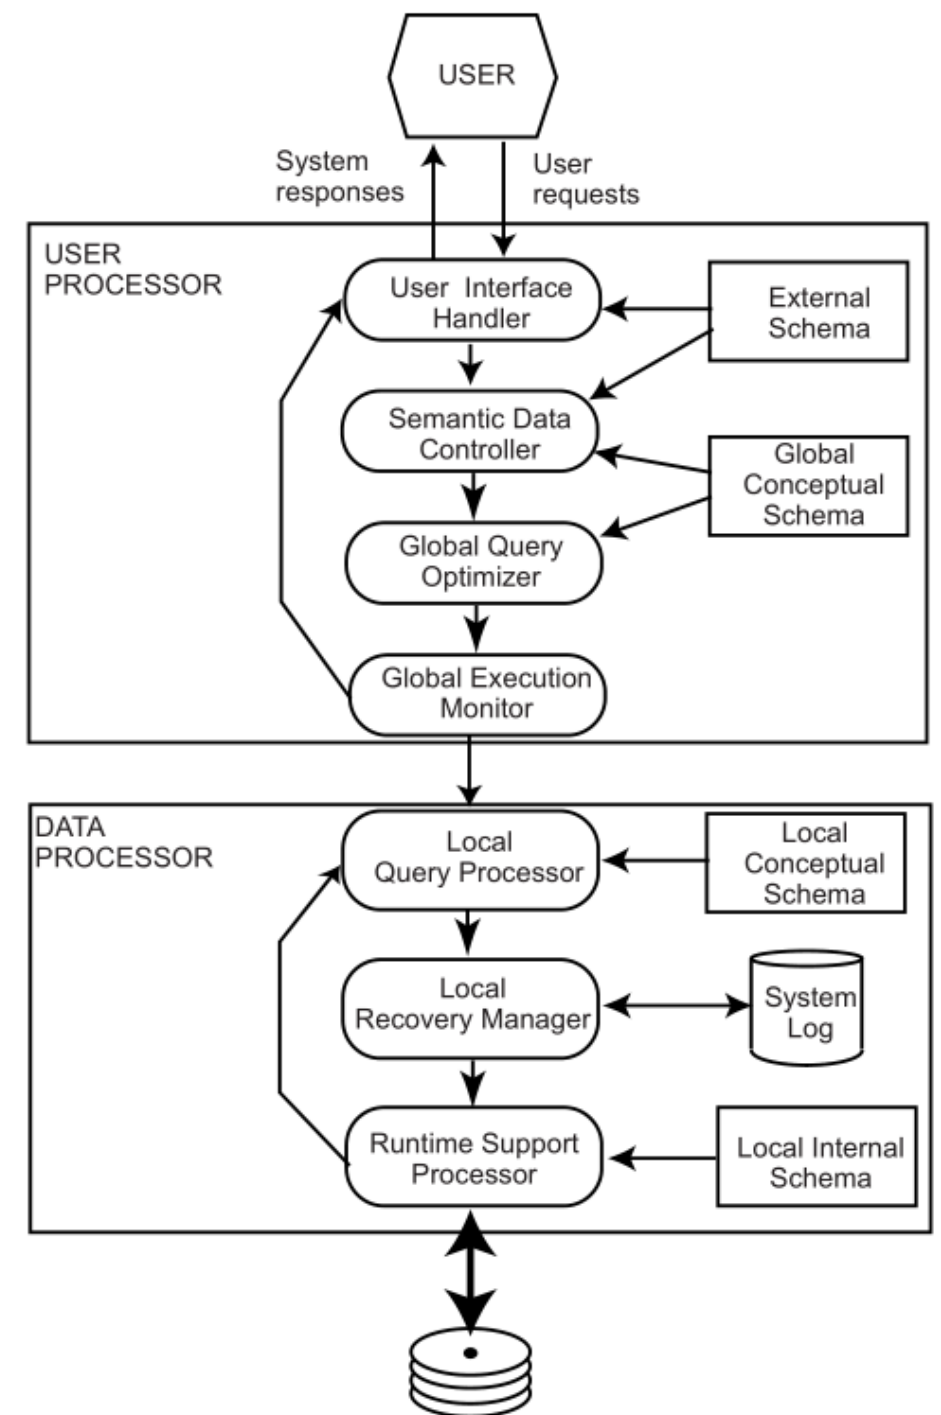 USER
System
responses
User
requests
USER
PROCESSOR
User Interface
Handler
External
Schema
Semantic Data
Controller
Global
Conceptual
Schema
Global Query
Optimizer
Global Execution
Monitor
DATA
PROCESSOR
Local
Query Processor
Local
Conceptual
Schema
Local
Recovery Manager
System
Log
Runtime Support
Processor
Local Internal
Schema